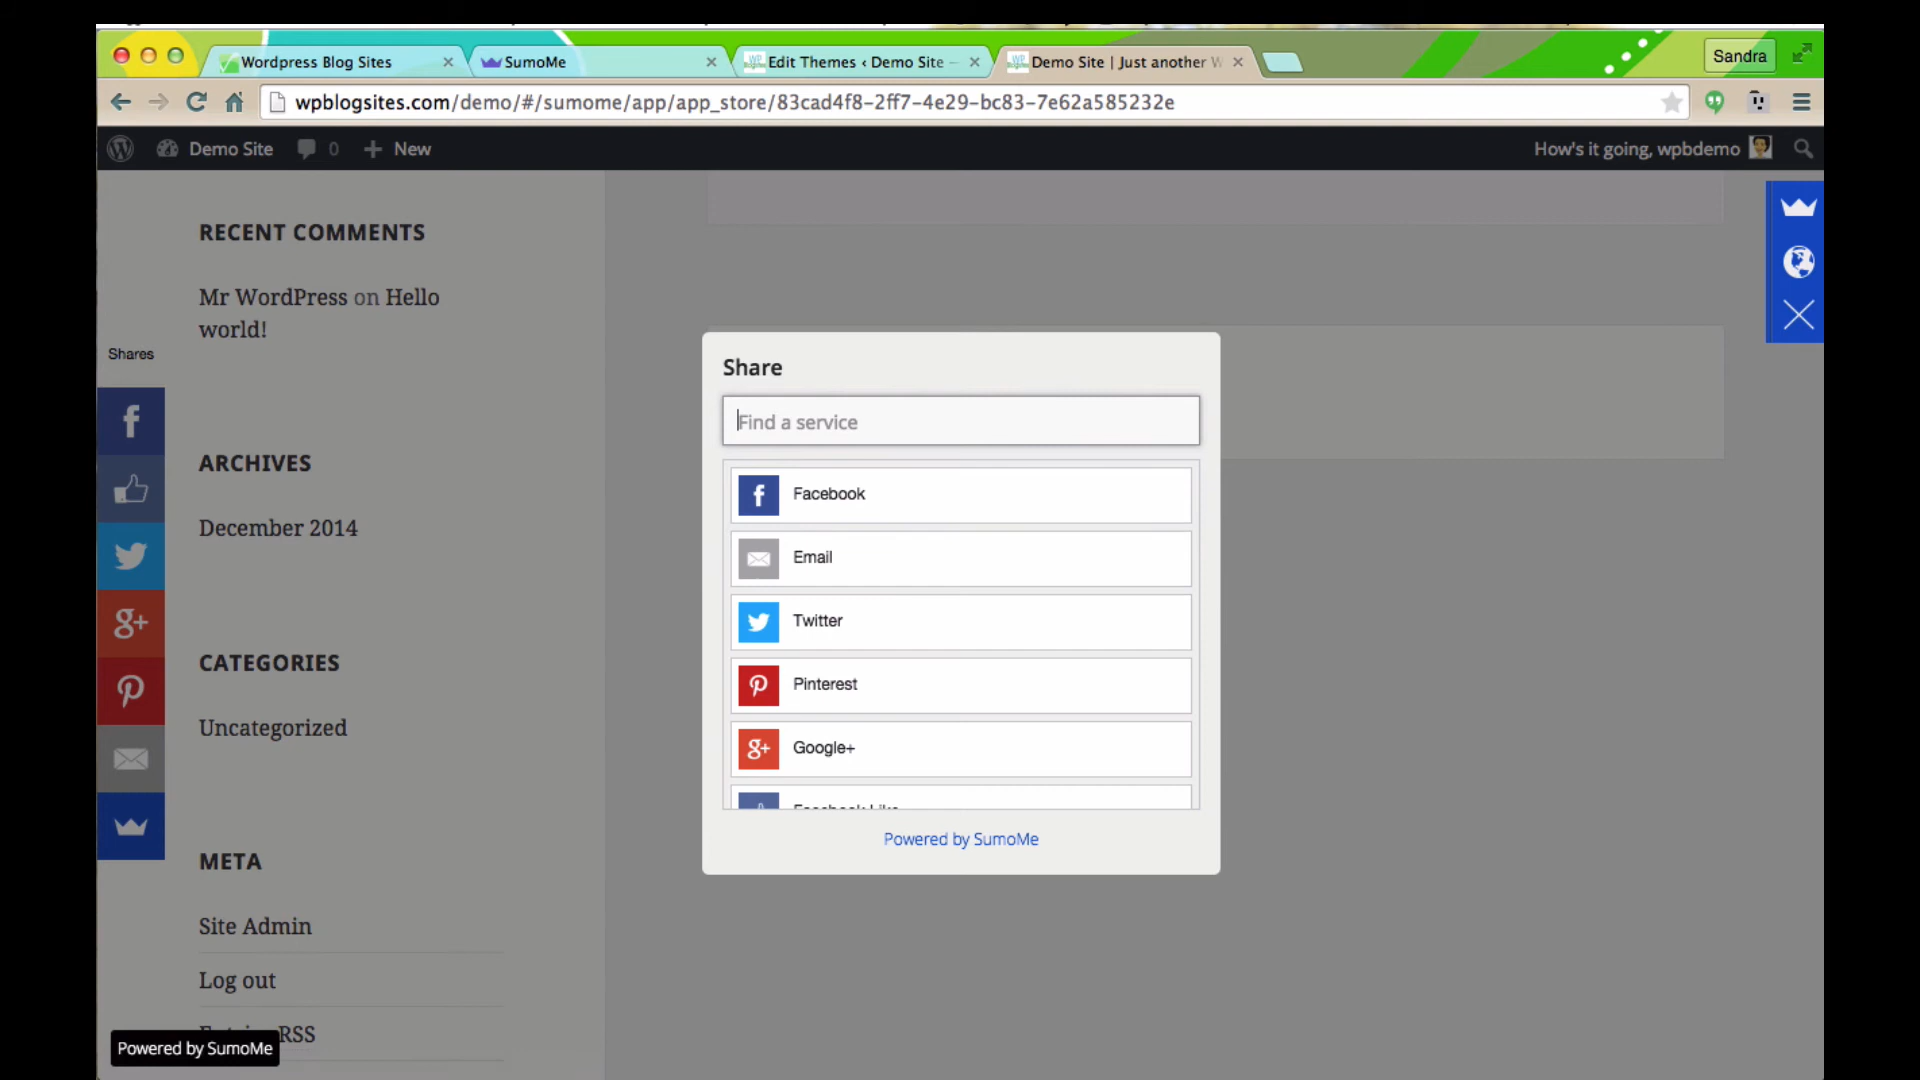 Wordpress Blog Sites
SumoMe
Edit Themes ‹ Demo Site —
Demo Site | Just another W
Sandra
wpblogsites.com/demo/#/sumome/app/app_store/83cad4f8-2ff7-4e29-bc83-7e62a585232e
Demo Site
0
New
How's it going, wpbdemo
RECENT COMMENTS
Mr WordPress on Hello
world!
Shares
ARCHIVES
December 2014
CATEGORIES
Uncategorized
META
Site Admin
Log out
RSS
Powered by SumoMe
Share
Find a service
Facebook
Email
Twitter
Pinterest
Google+
Facebook Like
Powered by SumoMe